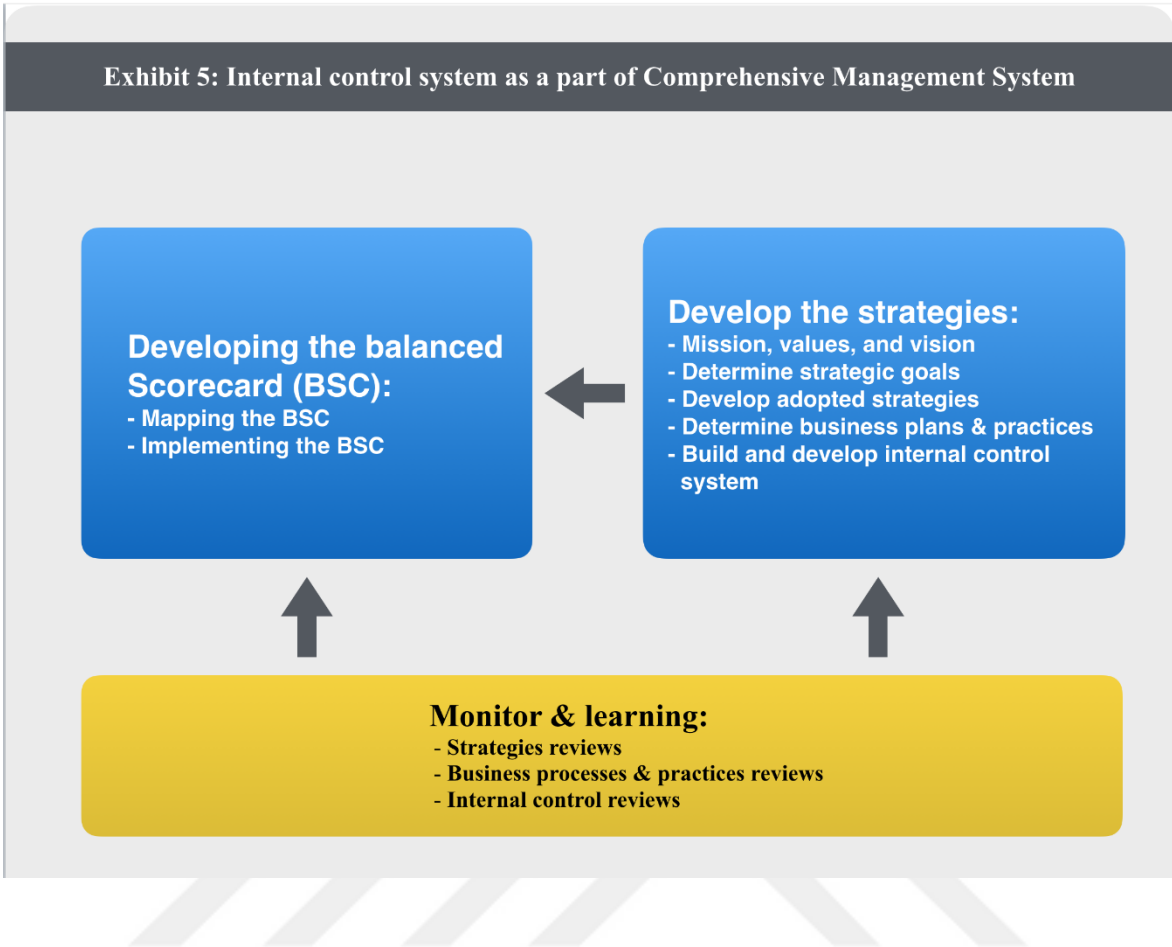 Exhibit 5: Internal control system as a part of Comprehensive Management System
Developing the balanced
Scorecard (BSC):
- Mapping the BSC
- Implementing the BSC
Develop the strategies:
- Mission, values, and vision
- Determine strategic goals
- Develop adopted strategies
- Determine business plans & practices
- Build and develop internal control
system
Monitor & learning:
- Strategies reviews
- Business processes & practices reviews
- Internal control reviews